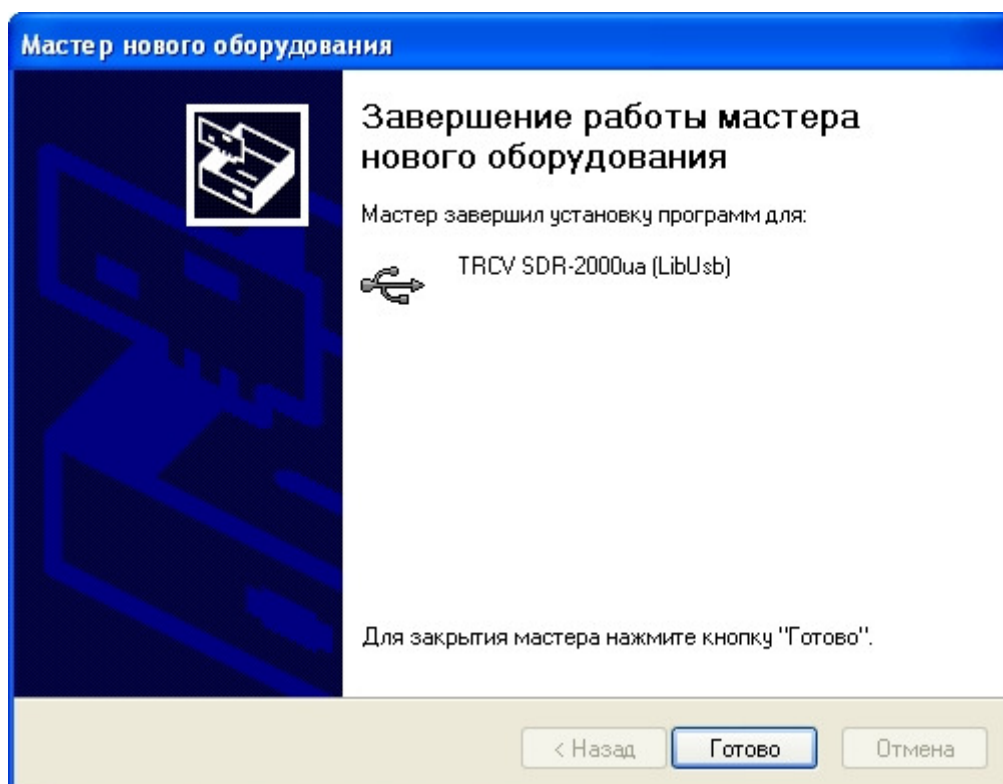 Мастер нового оборудования
Завершение работы мастера
нового оборудования
Мастер завершил установку программ для:
TRCV SDR-2000ua (LibUsb)
Для закрытия мастера нажмите кнопку "Готово".
< Назад
Готово
Отмена